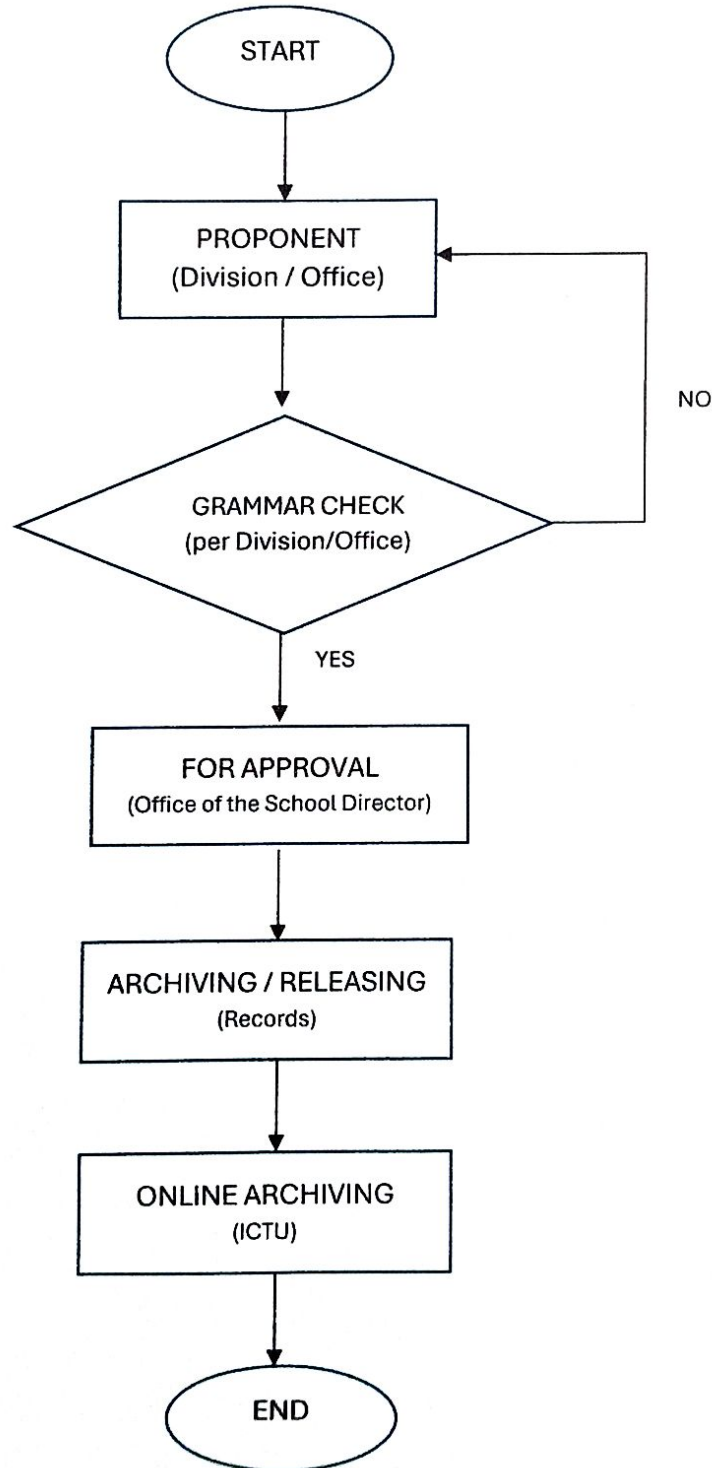 START
PROPONENT
(Division / Office)
NO
GRAMMAR CHECK
(per Division/Office)
YES
FOR APPROVAL
(Office of the School Director)
ARCHIVING / RELEASING
(Records)
ONLINE ARCHIVING
(ICTU)
END